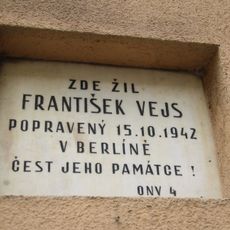 ZDE ŽIL
FRANTIŠEK VEJS
POPRAVENÝ 15.10.1942
V BERLÍNĚ
ČEST JEHO PAMÁTCE !
ONV 4